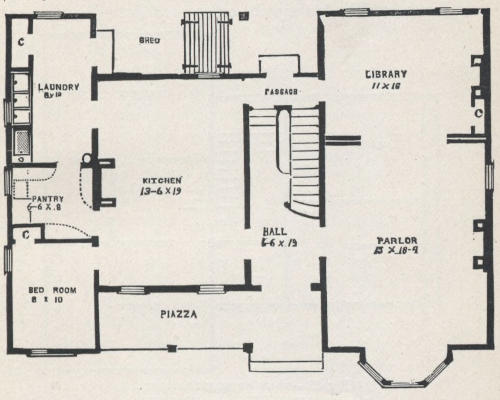 SHED
C
LAUNDRY
8 x 12
LIBRARY
11 X 16
PASSAGE
C
KITCHEN
13-6 X 19
PANTRY
6-6 X 8
C
HALL
6-6 X 19
PARLOR
13 X 18-9
BED ROOM
8 X 10
PIAZZA